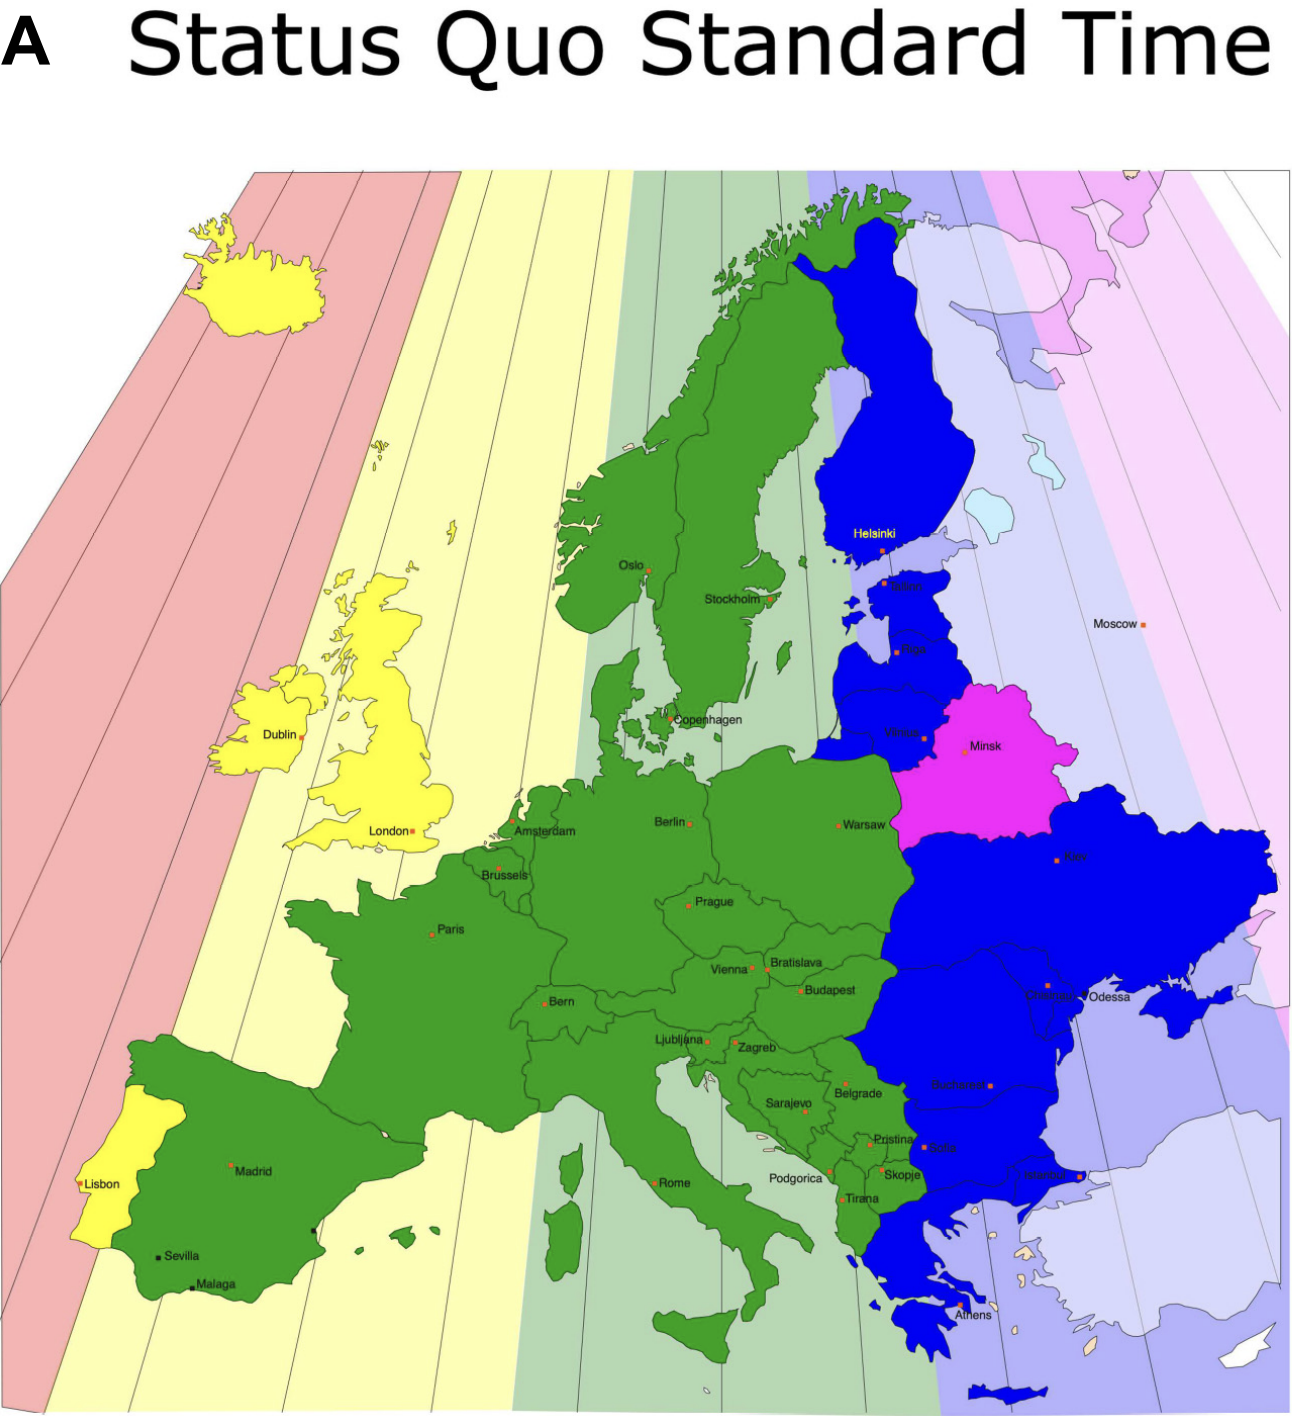 A
Status Quo Standard Time
Helsinki
Oslo
Tallinn
Stockholm
Moscow
Riga
Copenhagen
Dublin
Vilnius
Minsk
London
Amsterdam
Berlin
Warsaw
Kiev
Brussels
Prague
Paris
Vienna
Bratislava
Budapest
Bern
Odessa
Ljubljana
Zagreb
Bucharest
Belgrade
Sarajevo
Pristina
Sofia
Madrid
Lisbon
Podgorica
Skopje
Istanbul
Rome
Tirana
Sevilla
Malaga
Athens